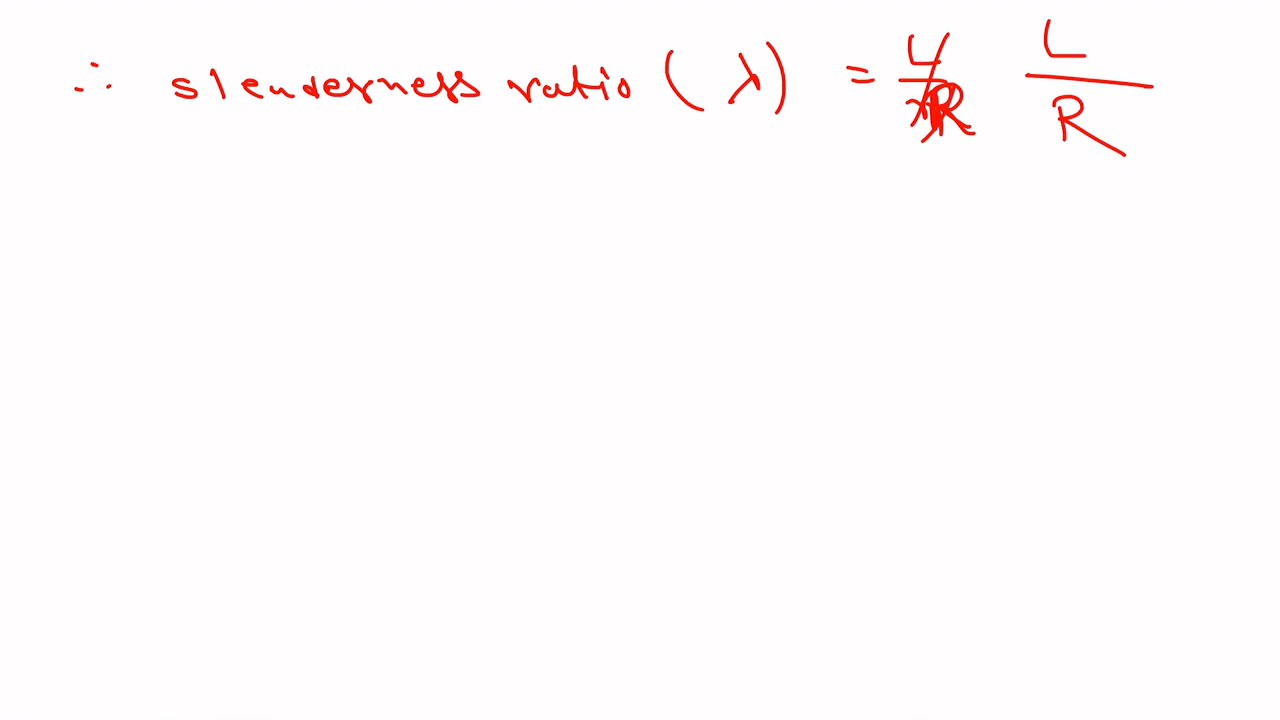 ∴ slenderness ratio (λ) = L/R